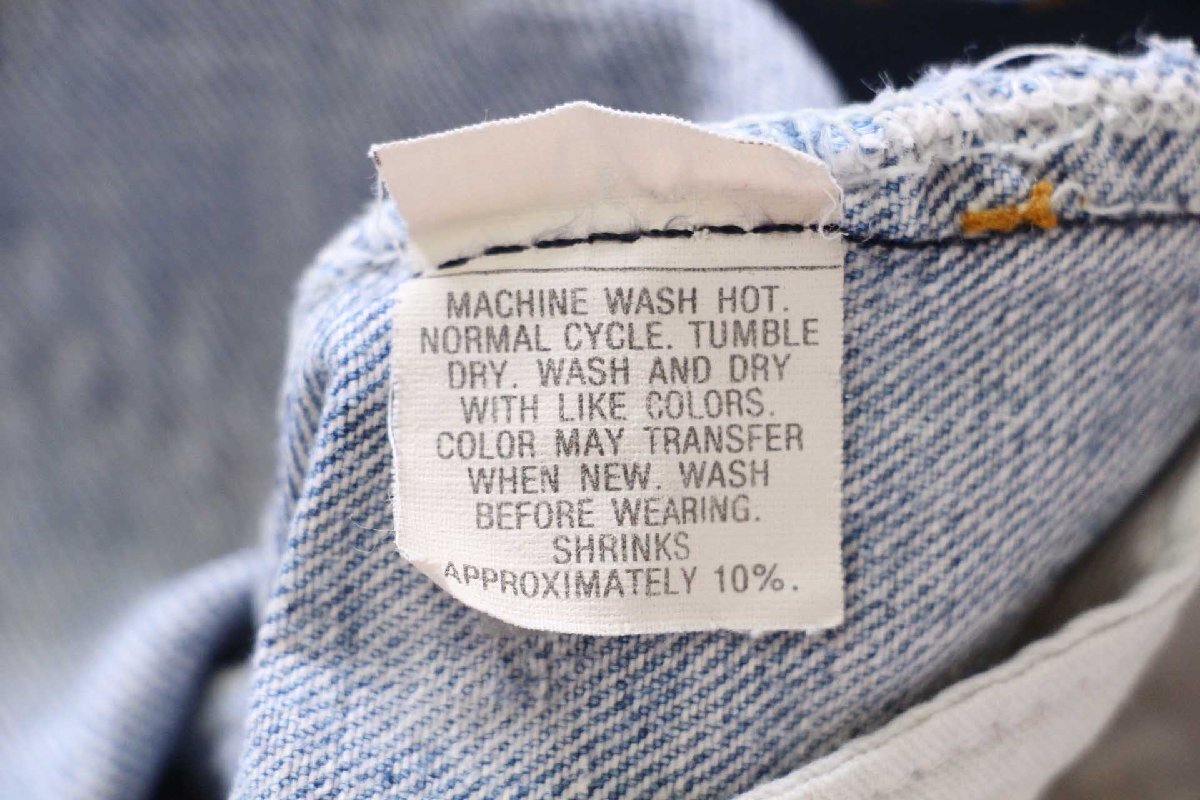 MACHINE WASH HOT.
NORMAL CYCLE. TUMBLE
DRY. WASH AND DRY
WITH LIKE COLORS.
COLOR MAY TRANSFER
WHEN NEW. WASH
BEFORE WEARING.
SHRINKS
APPROXIMATELY 10%.